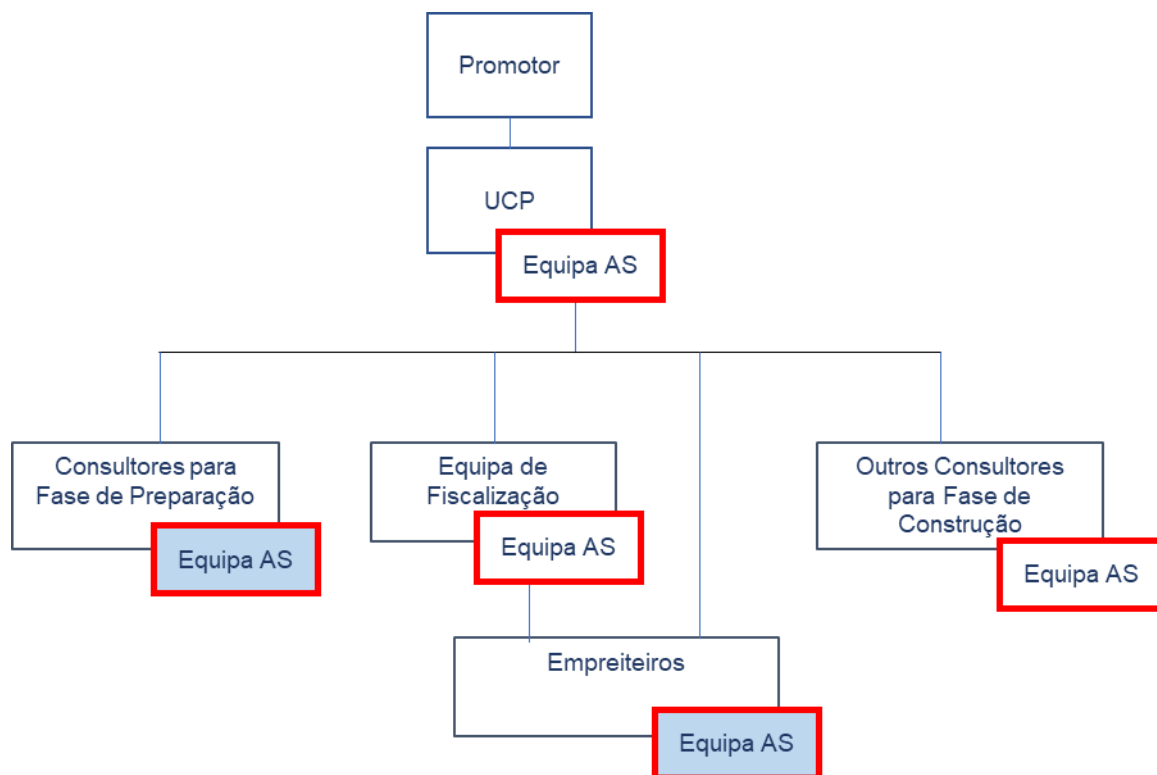 Promotor
UCP
Equipa AS
Consultores para
Fase de Preparação
Equipa AS
Equipa de
Fiscalização
Equipa AS
Outros Consultores
para Fase de
Construção
Equipa AS
Empreiteiros
Equipa AS